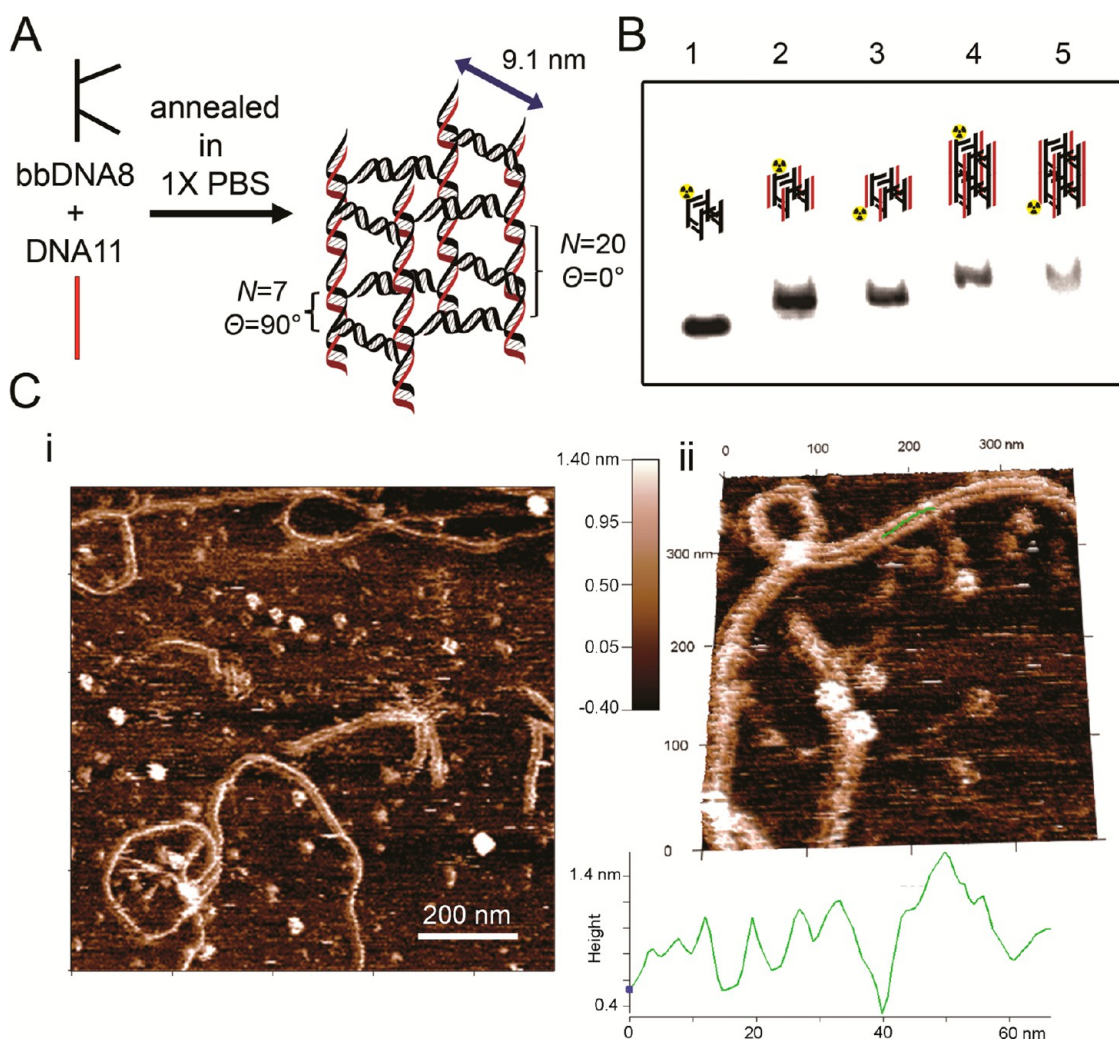 A
bbDNA8
+
DNA11
annealed
in
1X PBS
9.1 nm
N=7
Θ=90°
N=20
Θ=0°
B
1 2 3 4 5
C
i
200 nm
1.40 nm
0.95
0.50
0.05
-0.40
ii
0 100 200 300 nm
300 nm
200
100
0
1.4
Height
0.4
0 20 40 60 nm